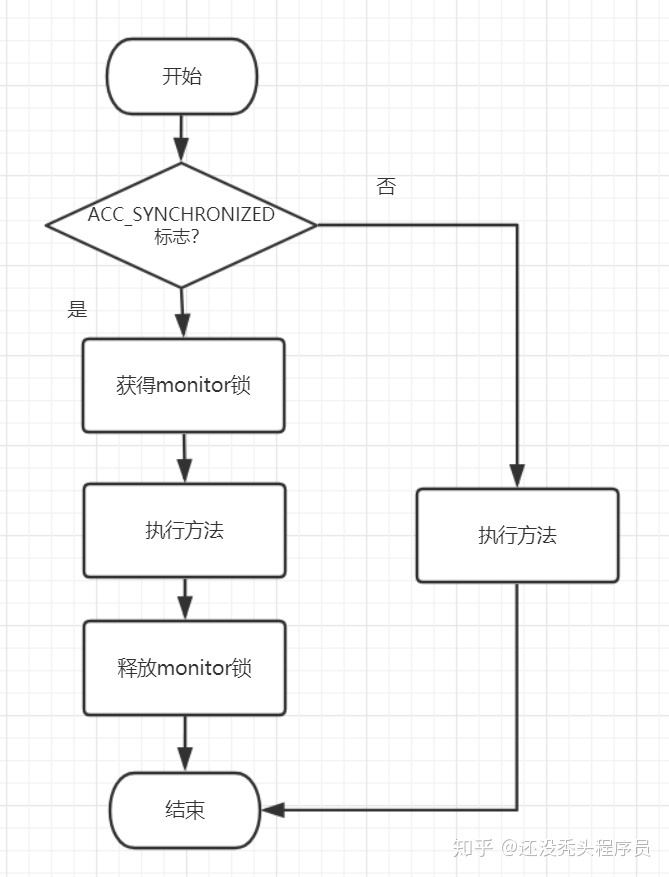 开始
ACC_SYNCHRONIZED
标志?
否
是
获得monitor锁
执行方法
执行方法
释放monitor锁
结束
知乎 @还没秃头程序员